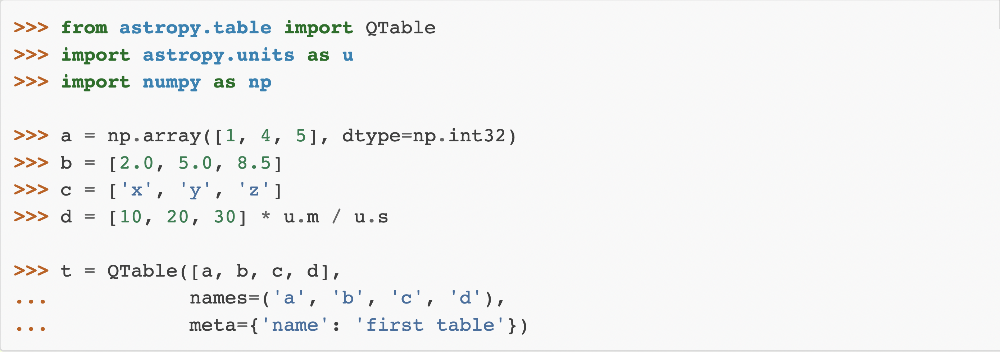 >>> from astropy.table import QTable
>>> import astropy.units as u
>>> import numpy as np

>>> a = np.array([1, 4, 5], dtype=np.int32)
>>> b = [2.0, 5.0, 8.5]
>>> c = ['x', 'y', 'z']
>>> d = [10, 20, 30] * u.m / u.s

>>> t = QTable([a, b, c, d],
...            names=('a', 'b', 'c', 'd'),
...            meta={'name': 'first table'})